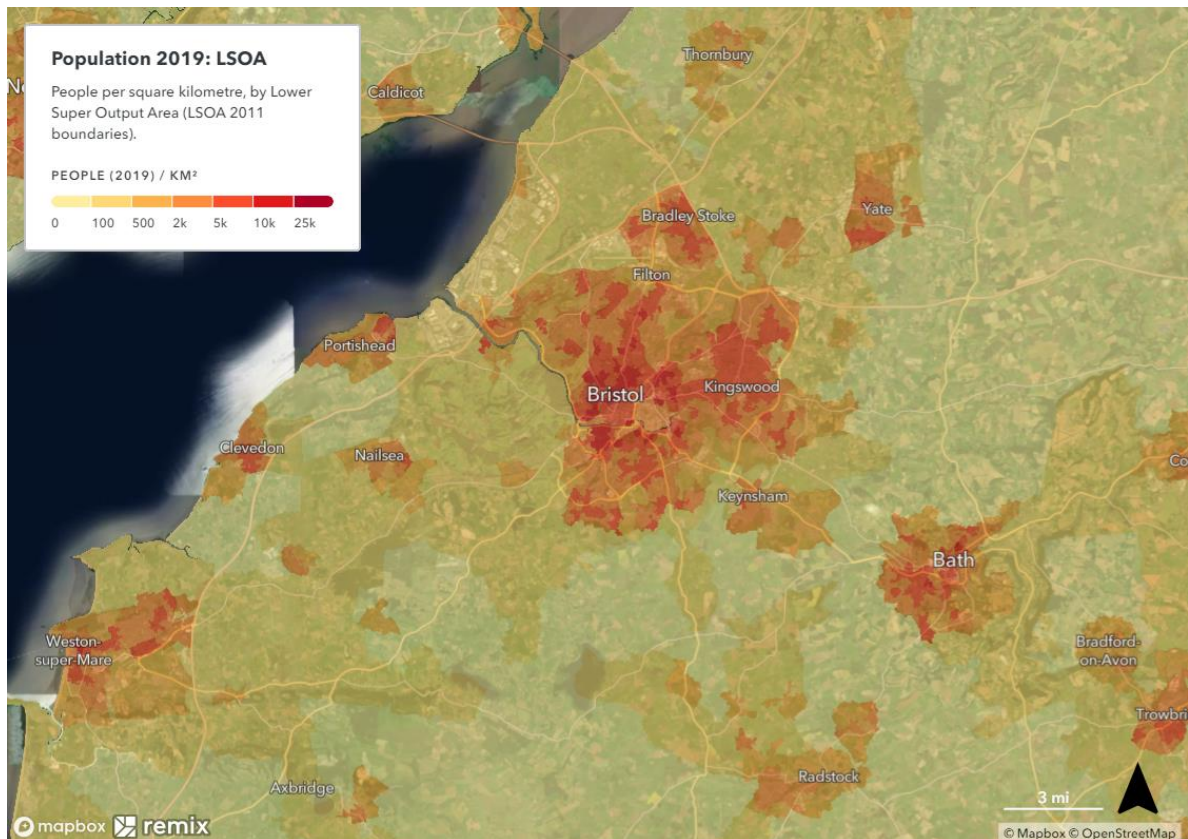 Population 2019: LSOA
People per square kilometre, by Lower
Super Output Area (LSOA 2011
boundaries).
PEOPLE (2019) / KM²
0 100 500 2k 5k 10k 25k
Thornbury
Caldicot
Yate
Bradley Stoke
Filton
Portishead
Bristol
Kingswood
Clevedon
Nailsea
Keynsham
Bath
Weston-
super-Mare
Bradford-
on-Avon
Trowbri
Radstock
Axbridge
3 mi
mapbox remix
© Mapbox © OpenStreetMap